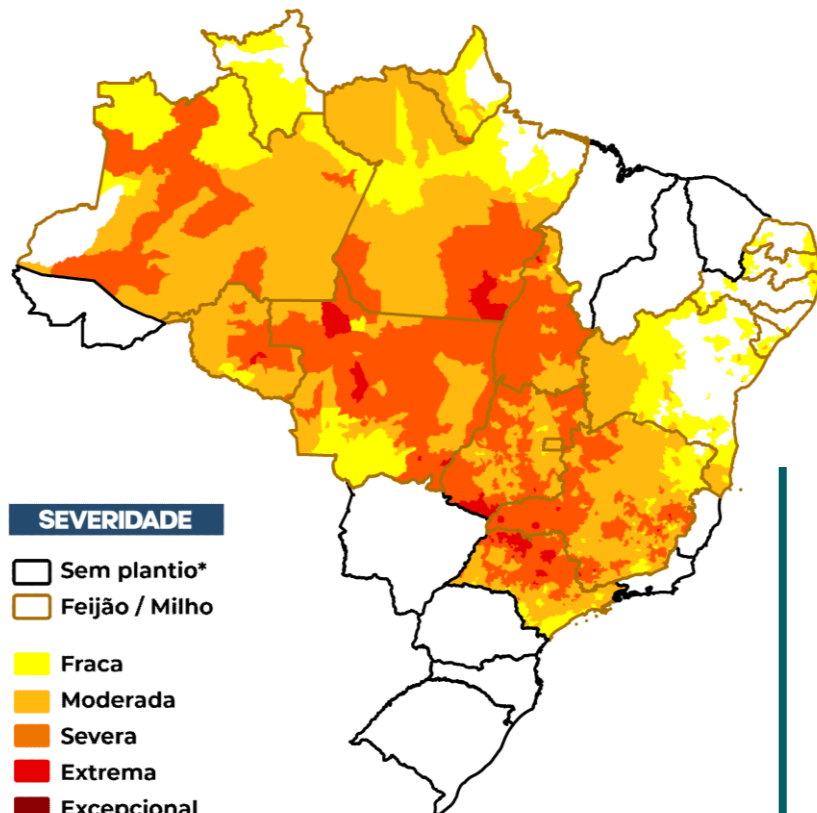 SEVERIDADE
Sem plantio*
Feijão / Milho
Fraca
Moderada
Severa
Extrema
Excepcional